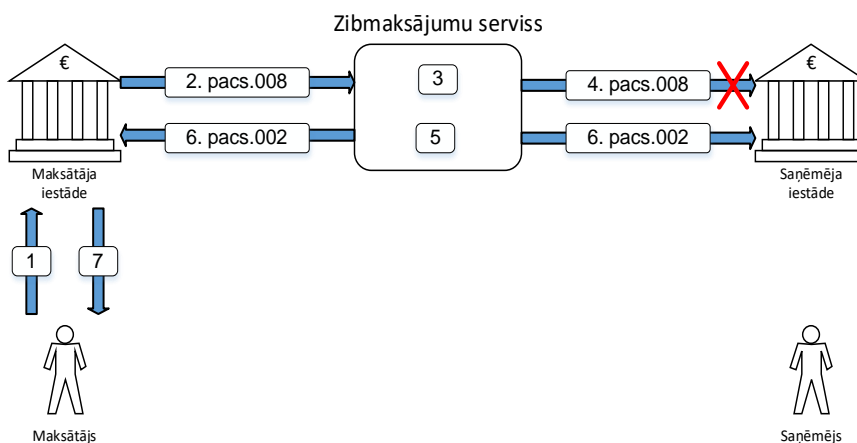 Zibmaksājumu serviss
€
€
2. pacs.008
3
4. pacs.008
6. pacs.002
5
6. pacs.002
Maksātāja
iestāde
Saņēmēja
iestāde
1
7
Maksātājs
Saņēmējs